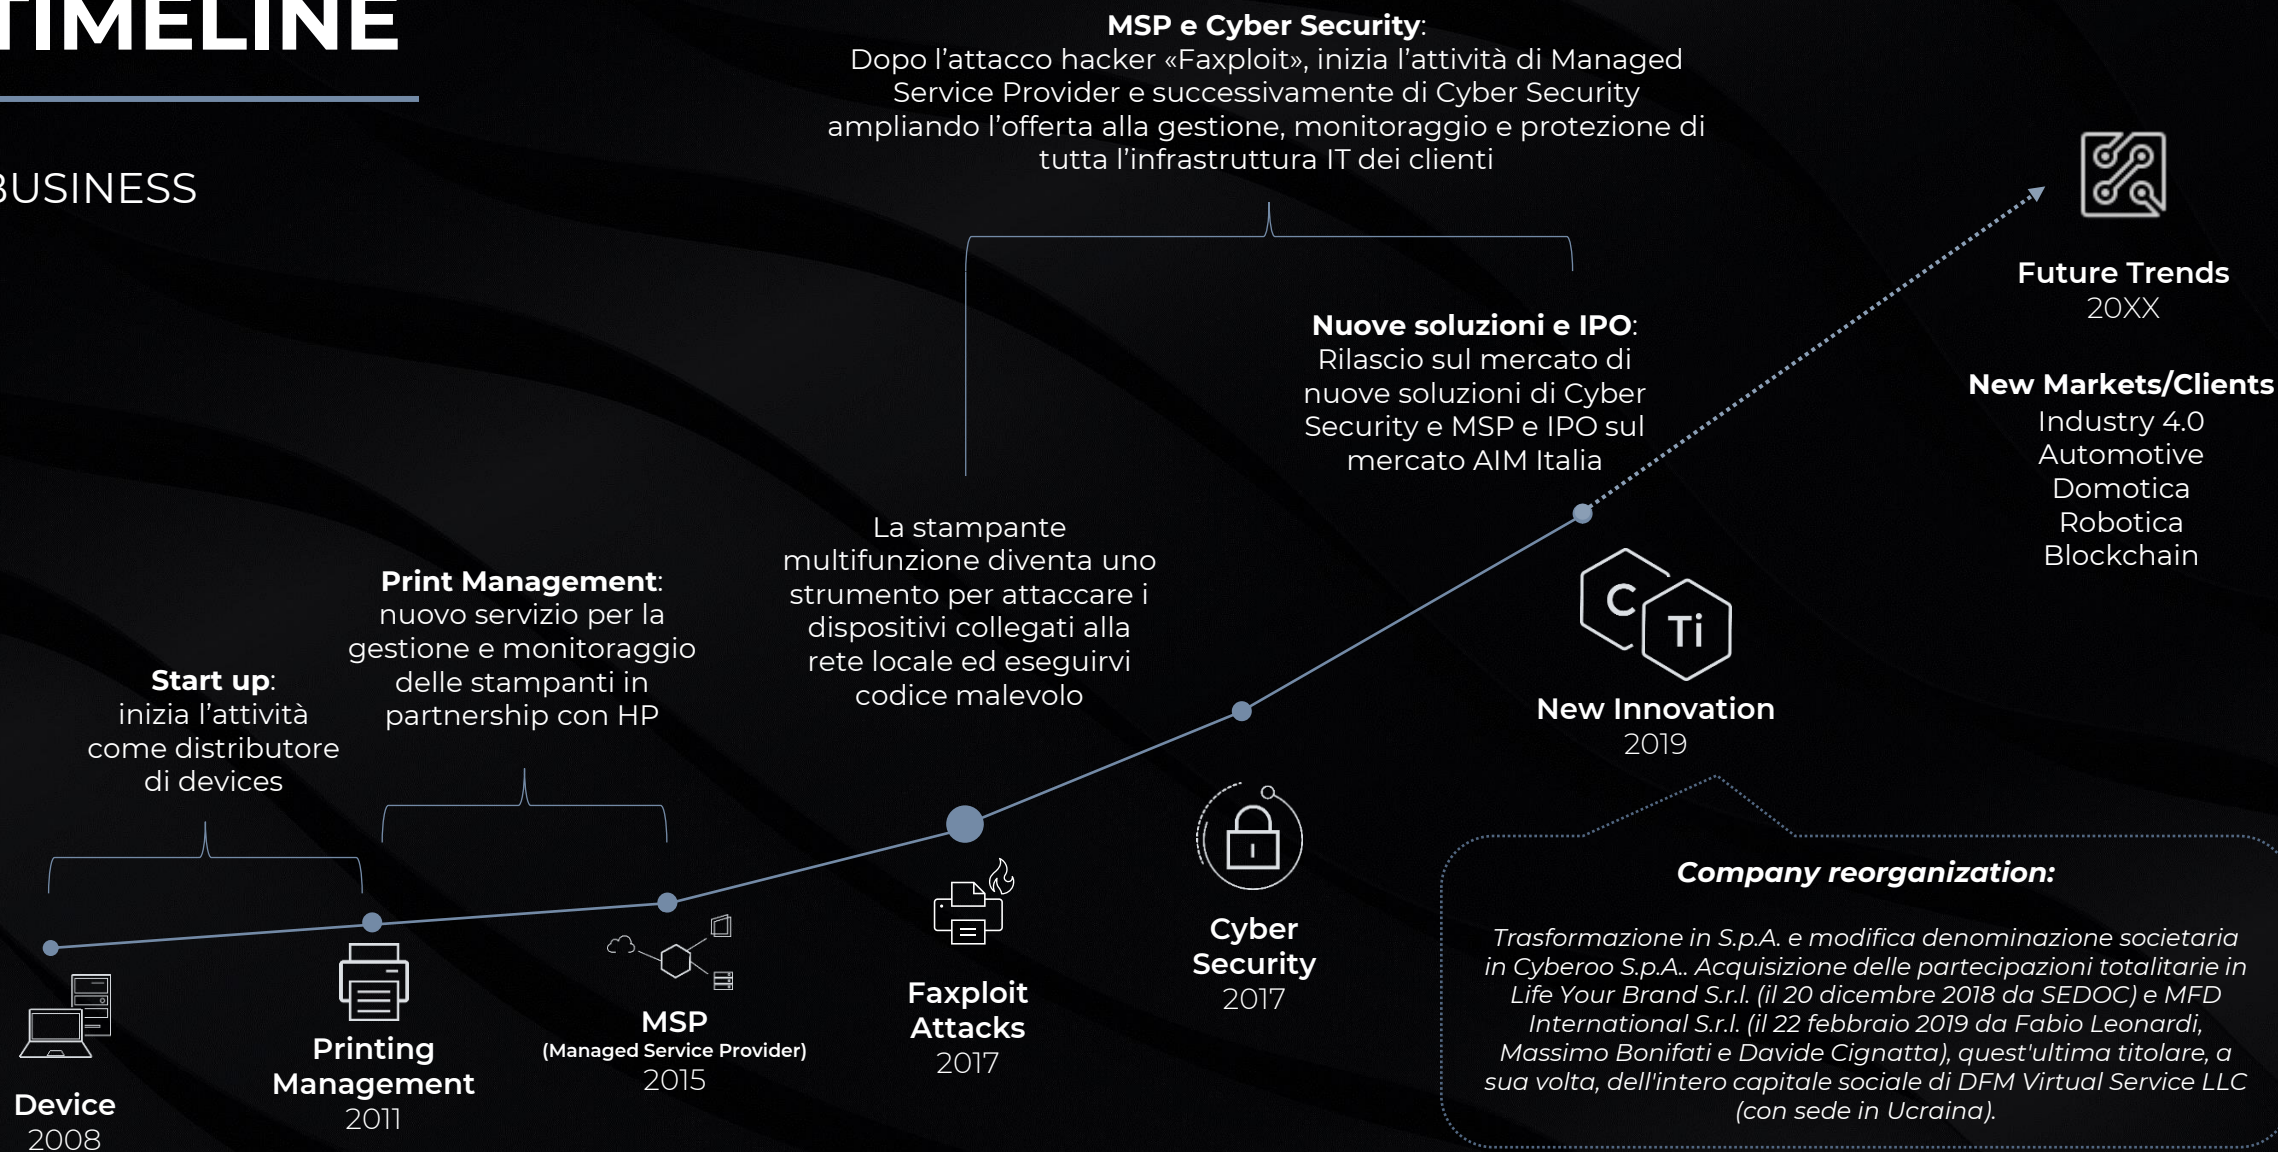 TIMELINE
BUSINESS
MSP e Cyber Security:
Dopo l’attacco hacker «Faxploit», inizia l’attività di Managed
Service Provider e successivamente di Cyber Security
ampliando l’offerta alla gestione, monitoraggio e protezione di
tutta l’infrastruttura IT dei clienti
Start up:
inizia l’attività
come distributore
di devices
Print Management:
nuovo servizio per la
gestione e monitoraggio
delle stampanti in
partnership con HP
La stampante
multifunzione diventa uno
strumento per attaccare i
dispositivi collegati alla
rete locale ed eseguirvi
codice malevolo
Nuove soluzioni e IPO:
Rilascio sul mercato di
nuove soluzioni di Cyber
Security e MSP e IPO sul
mercato AIM Italia
Future Trends
20XX
New Markets/Clients
Industry 4.0
Automotive
Domotica
Robotica
Blockchain
Device
2008
Printing
Management
2011
MSP
(Managed Service Provider)
2015
Faxploit
Attacks
2017
Cyber
Security
2017
C
Ti
New Innovation
2019
Company reorganization:
Trasformazione in S.p.A. e modifica denominazione societaria
in Cyberoo S.p.A.. Acquisizione delle partecipazioni totalitarie in
Life Your Brand S.r.l. (il 20 dicembre 2018 da SEDOC) e MFD
International S.r.l. (il 22 febbraio 2019 da Fabio Leonardi,
Massimo Bonifati e Davide Cignatta), quest'ultima titolare, a
sua volta, dell'intero capitale sociale di DFM Virtual Service LLC
(con sede in Ucraina).